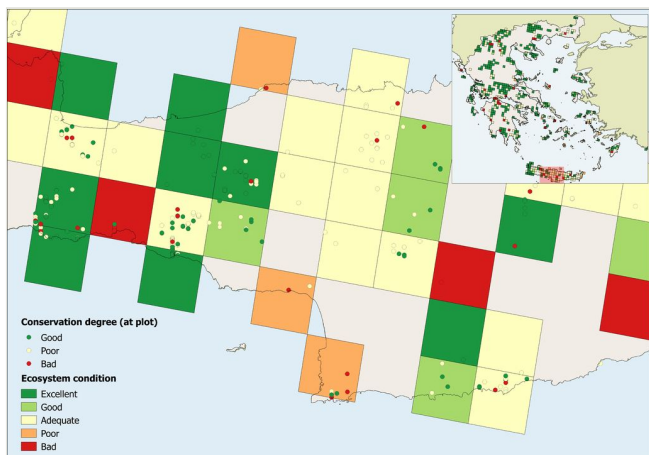 Conservation degree (at plot)
Good
Poor
Bad
Ecosystem condition
Excellent
Good
Adequate
Poor
Bad